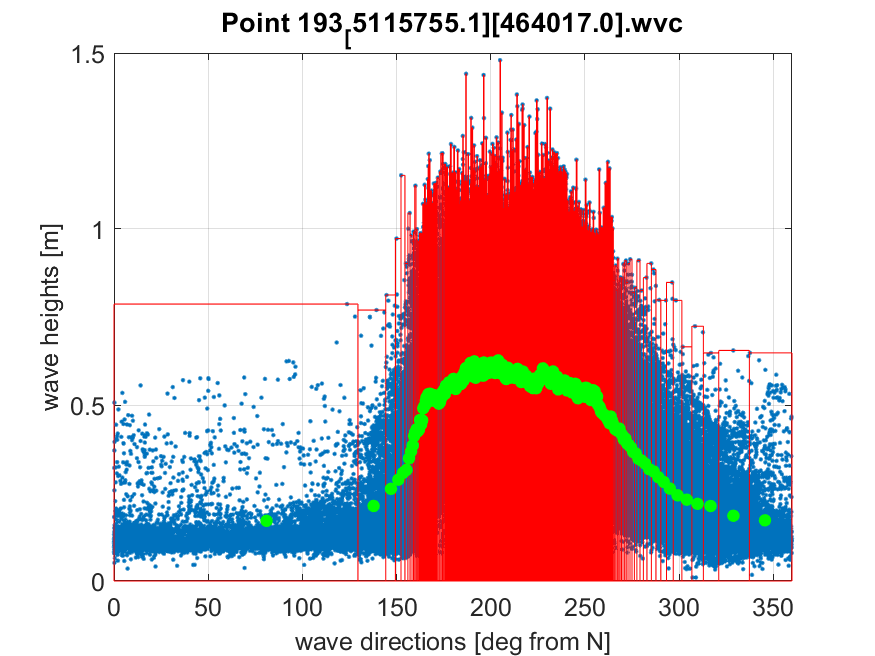 Point 193[5115755.1][464017.0].wvc
1.5
1
0.5
0
wave heights [m]
0 50 100 150 200 250 300 350
wave directions [deg from N]